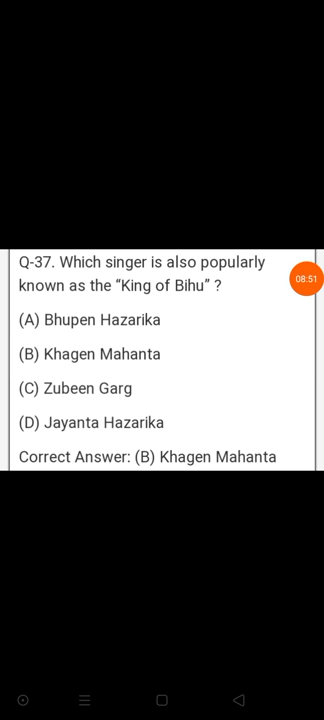 Q-37. Which singer is also popularly
known as the “King of Bihu” ?
08:51
(A) Bhupen Hazarika
(B) Khagen Mahanta
(C) Zubeen Garg
(D) Jayanta Hazarika
Correct Answer: (B) Khagen Mahanta